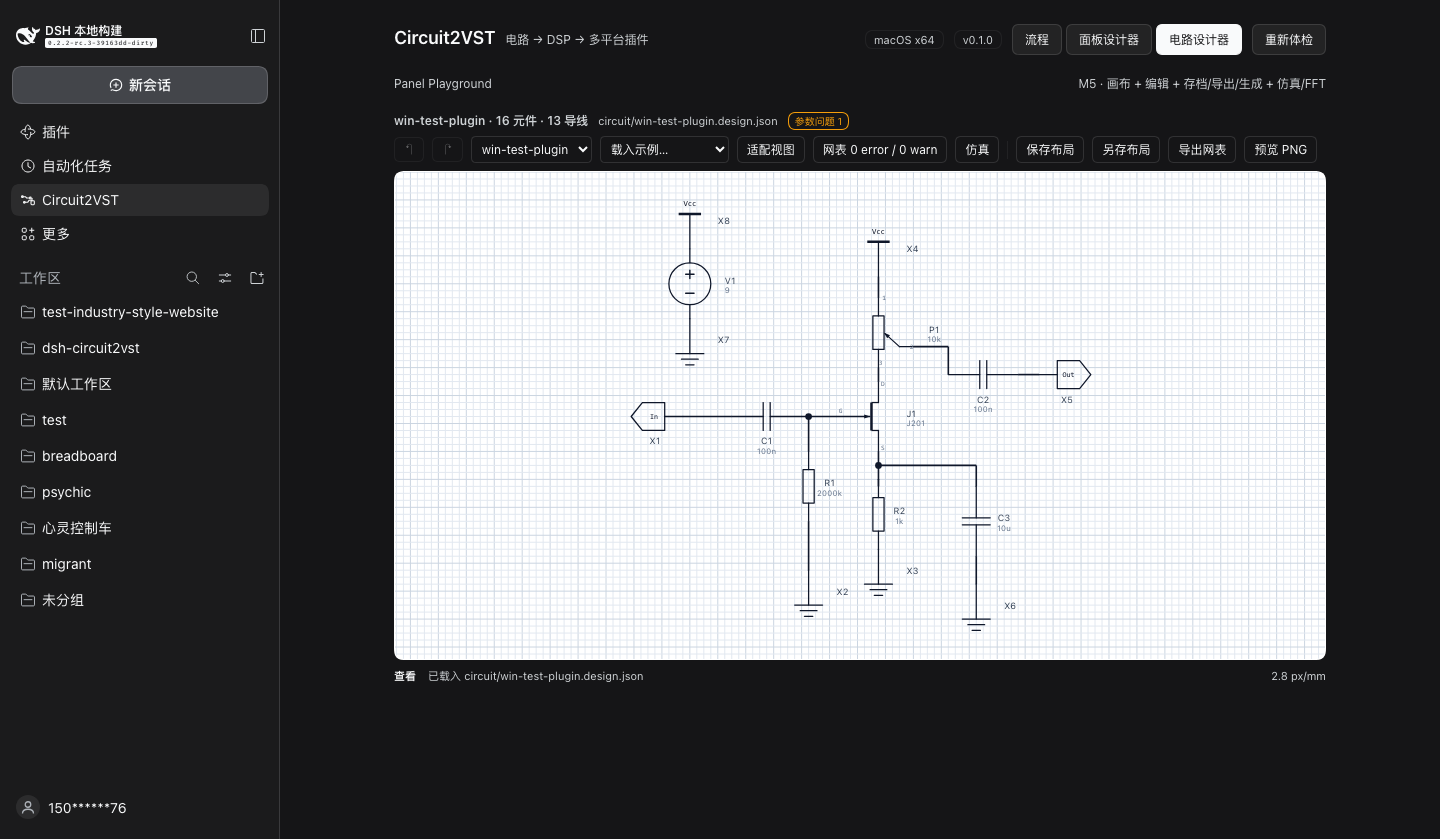 DSH 本地构建
0.2.2-rc.3-39163dd-dirty
新会话
插件
自动化任务
Circuit2VST
更多
工作区
test-industry-style-website
dsh-circuit2vst
默认工作区
test
breadboard
psychic
心灵控制车
migrant
未分组
150******76
Circuit2VST 电路 → DSP → 多平台插件
macOS x64 v0.1.0 流程 面板设计器 电路设计器 重新体检
Panel Playground
M5 · 画布 + 编辑 + 存档/导出/生成 + 仿真/FFT
win-test-plugin · 16 元件 · 13 导线 circuit/win-test-plugin.design.json 参数问题 1
win-test-plugin 载入示例... 适配视图 网表 0 error / 0 warn 仿真 保存布局 另存布局 导出网表 预览 PNG
Vcc
X8
Vcc
X4
V1
9
1
P1
10k
X7
D
Out
C2
100n
X5
In
G
J1
J201
X1
C1
100n
S
R1
2000k
R2
1k
C3
10u
X3
X2
X6
查看 已载入 circuit/win-test-plugin.design.json
2.8 px/mm